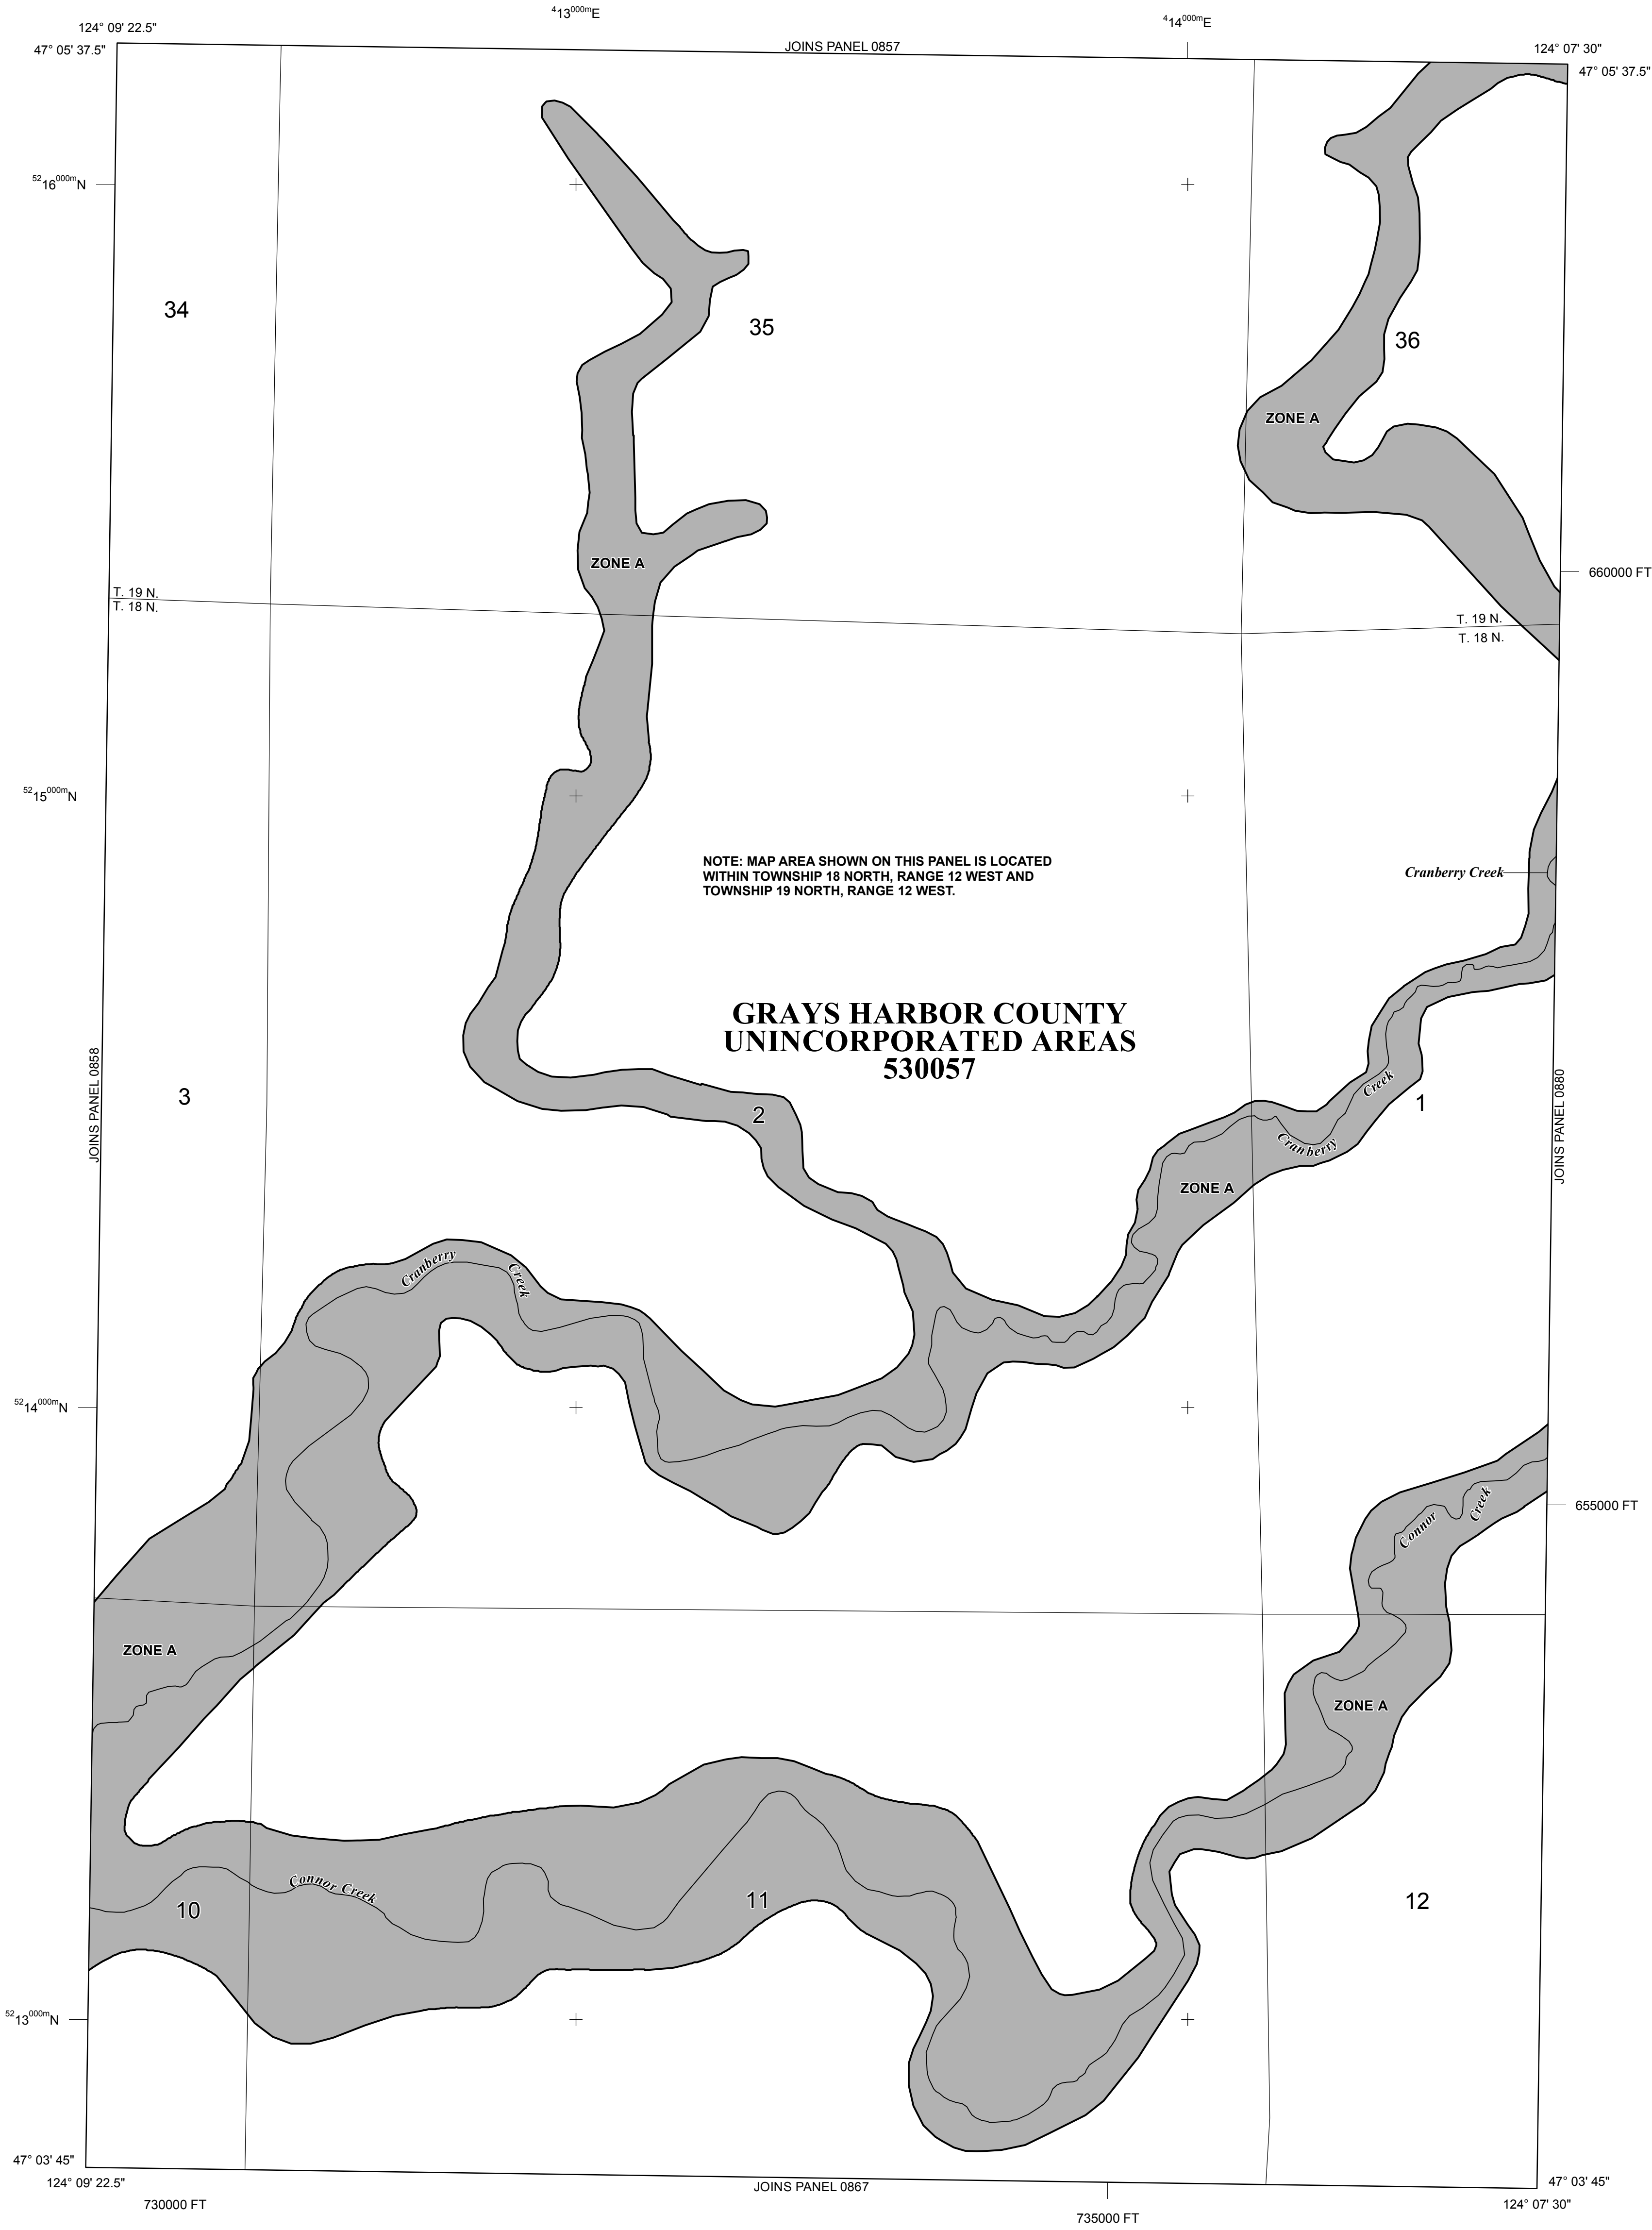 ⁴13⁰⁰⁰ᵐE
⁴14⁰⁰⁰ᵐE
124° 09' 22.5"
124° 07' 30"
47° 05' 37.5"
JOINS PANEL 0857
47° 05' 37.5"
⁵²16⁰⁰⁰ᵐN
34
35
36
ZONE A
ZONE A
660000 FT
T. 19 N.
T. 18 N.
T. 19 N.
T. 18 N.
⁵²15⁰⁰⁰ᵐN
NOTE: MAP AREA SHOWN ON THIS PANEL IS LOCATED
WITHIN TOWNSHIP 18 NORTH, RANGE 12 WEST AND
TOWNSHIP 19 NORTH, RANGE 12 WEST.
Cranberry Creek
GRAYS HARBOR COUNTY
UNINCORPORATED AREAS
530057
JOINS PANEL 0858
JOINS PANEL 0880
3
2
1
Cranberry Creek
ZONE A
Cranberry Creek
⁵²14⁰⁰⁰ᵐN
655000 FT
Connor Creek
ZONE A
ZONE A
Connor Creek
10
11
12
⁵²13⁰⁰⁰ᵐN
47° 03' 45"
47° 03' 45"
124° 09' 22.5"
JOINS PANEL 0867
124° 07' 30"
730000 FT
735000 FT